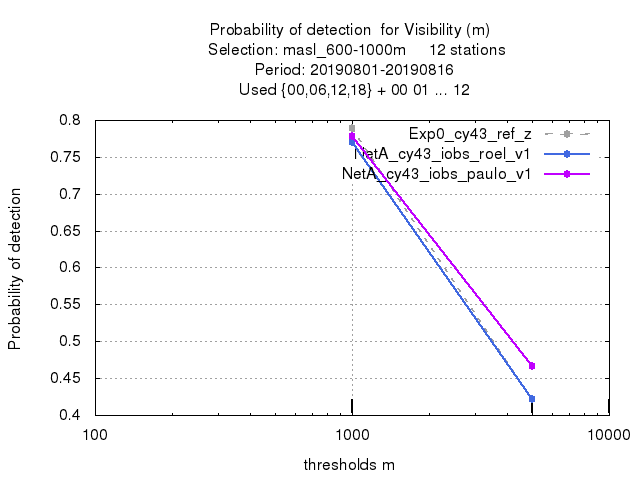 Probability of detection  for Visibility (m)
Selection: masl_600-1000m     12 stations
Period: 20190801-20190816
Used {00,06,12,18} + 00 01 ... 12
Exp0_cy43_ref_z
NetA_cy43_iobs_roel_v1
NetA_cy43_iobs_paulo_v1
Probability of detection
0.8
0.75
0.7
0.65
0.6
0.55
0.5
0.45
0.4
100
1000
10000
thresholds m